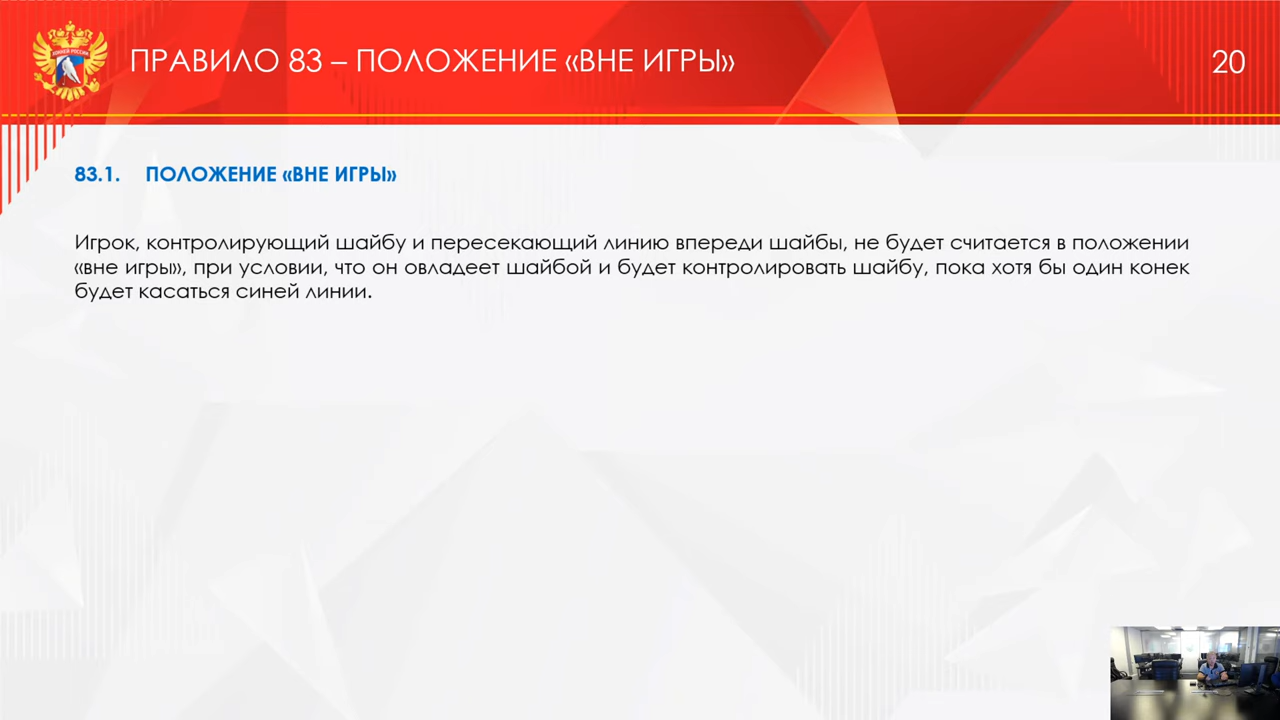 ХОККЕЙ РОССИИ
ПРАВИЛО 83 – ПОЛОЖЕНИЕ «ВНЕ ИГРЫ»
20
83.1. ПОЛОЖЕНИЕ «ВНЕ ИГРЫ»
Игрок, контролирующий шайбу и пересекающий линию впереди шайбы, не будет считается в положении
«вне игры», при условии, что он овладеет шайбой и будет контролировать шайбу, пока хотя бы один конек
будет касаться синей линии.